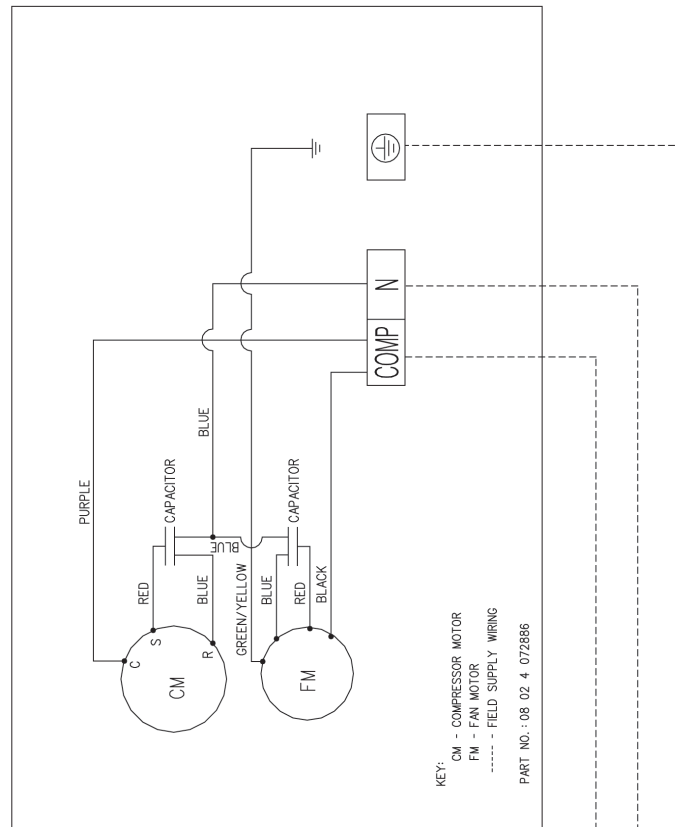 N
COMP
BLUE
PURPLE
CAPACITOR
CAPACITOR
BLUE
RED
BLUE
GREEN/YELLOW
BLUE
RED
BLACK
C
S
R
CM
FM
KEY:
CM - COMPRESSOR MOTOR
FM - FAN MOTOR
----- - FIELD SUPPLY WIRING
PART NO.: 08 02 4 072886